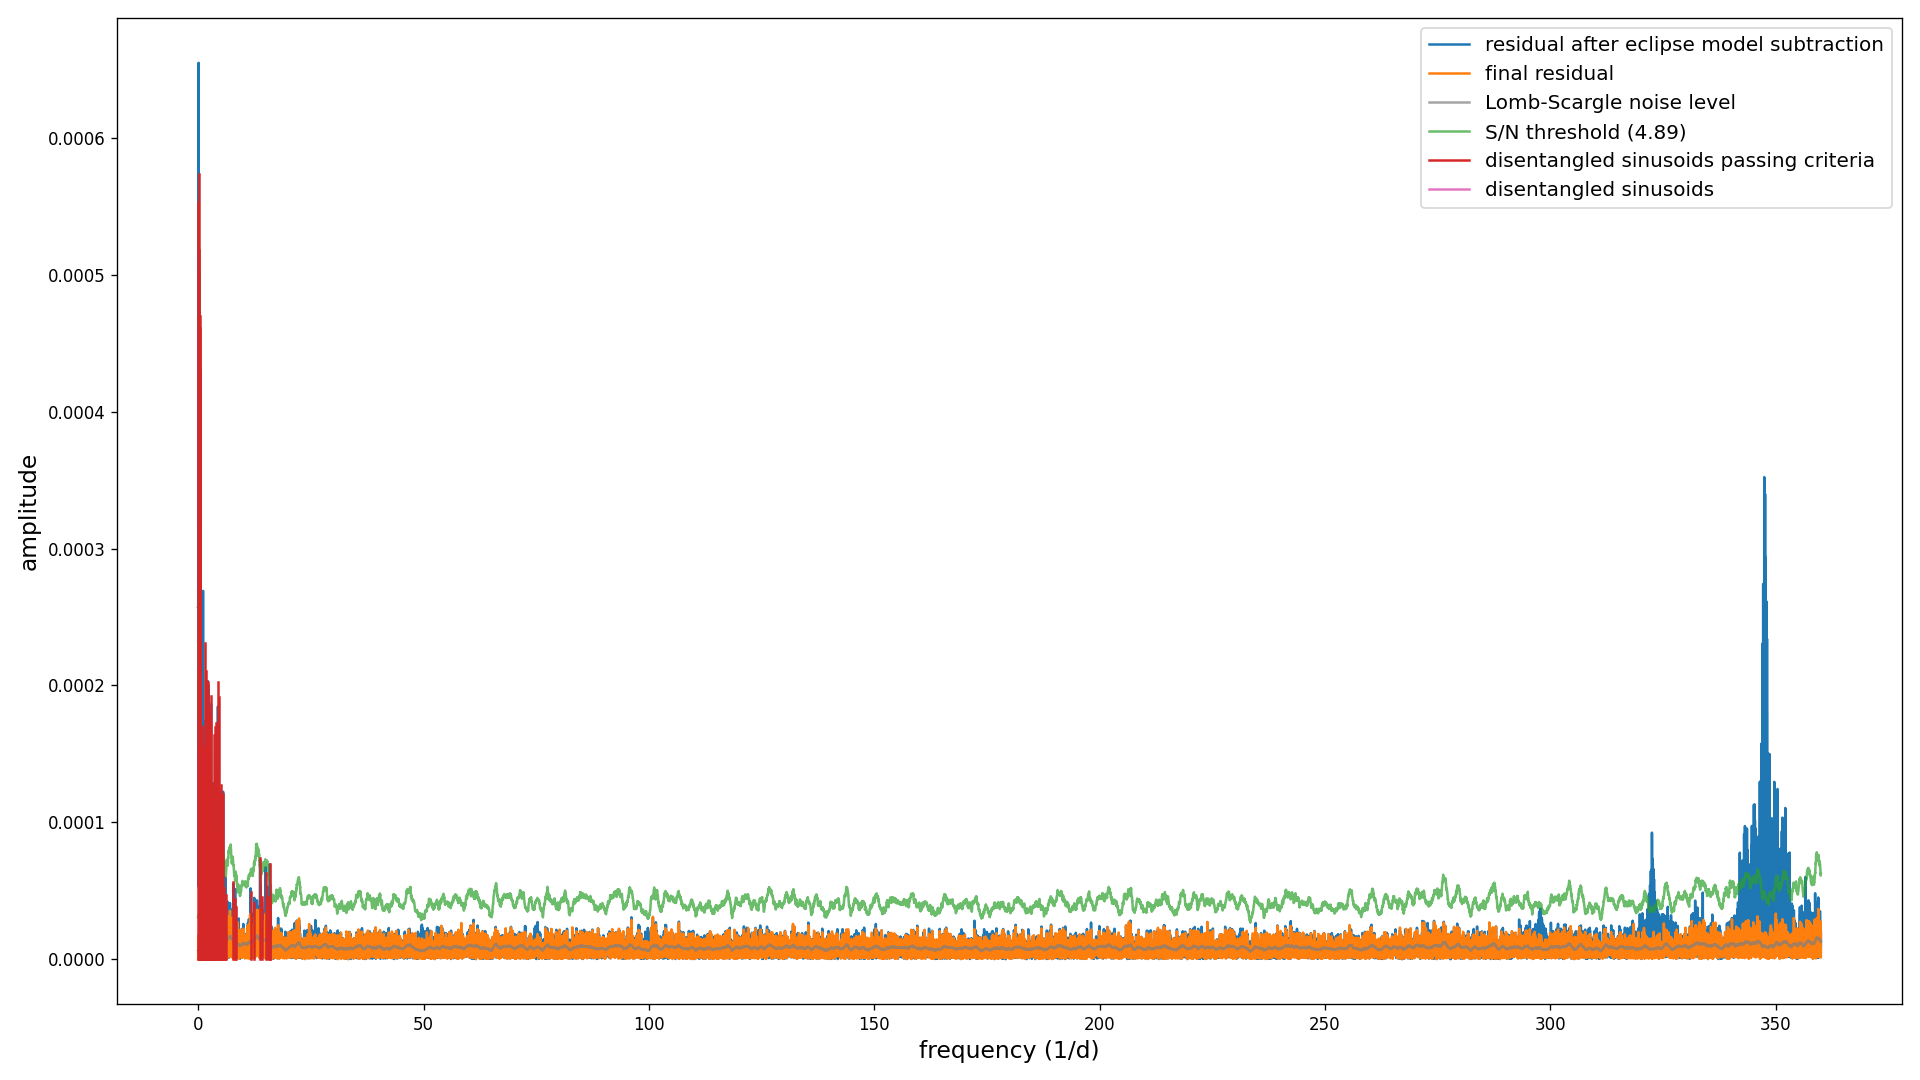 residual after eclipse model subtraction
final residual
Lomb-Scargle noise level
S/N threshold (4.89)
disentangled sinusoids passing criteria
disentangled sinusoids
amplitude
0.0006
0.0005
0.0004
0.0003
0.0002
0.0001
0.0000
0 50 100 150 200 250 300 350
frequency (1/d)